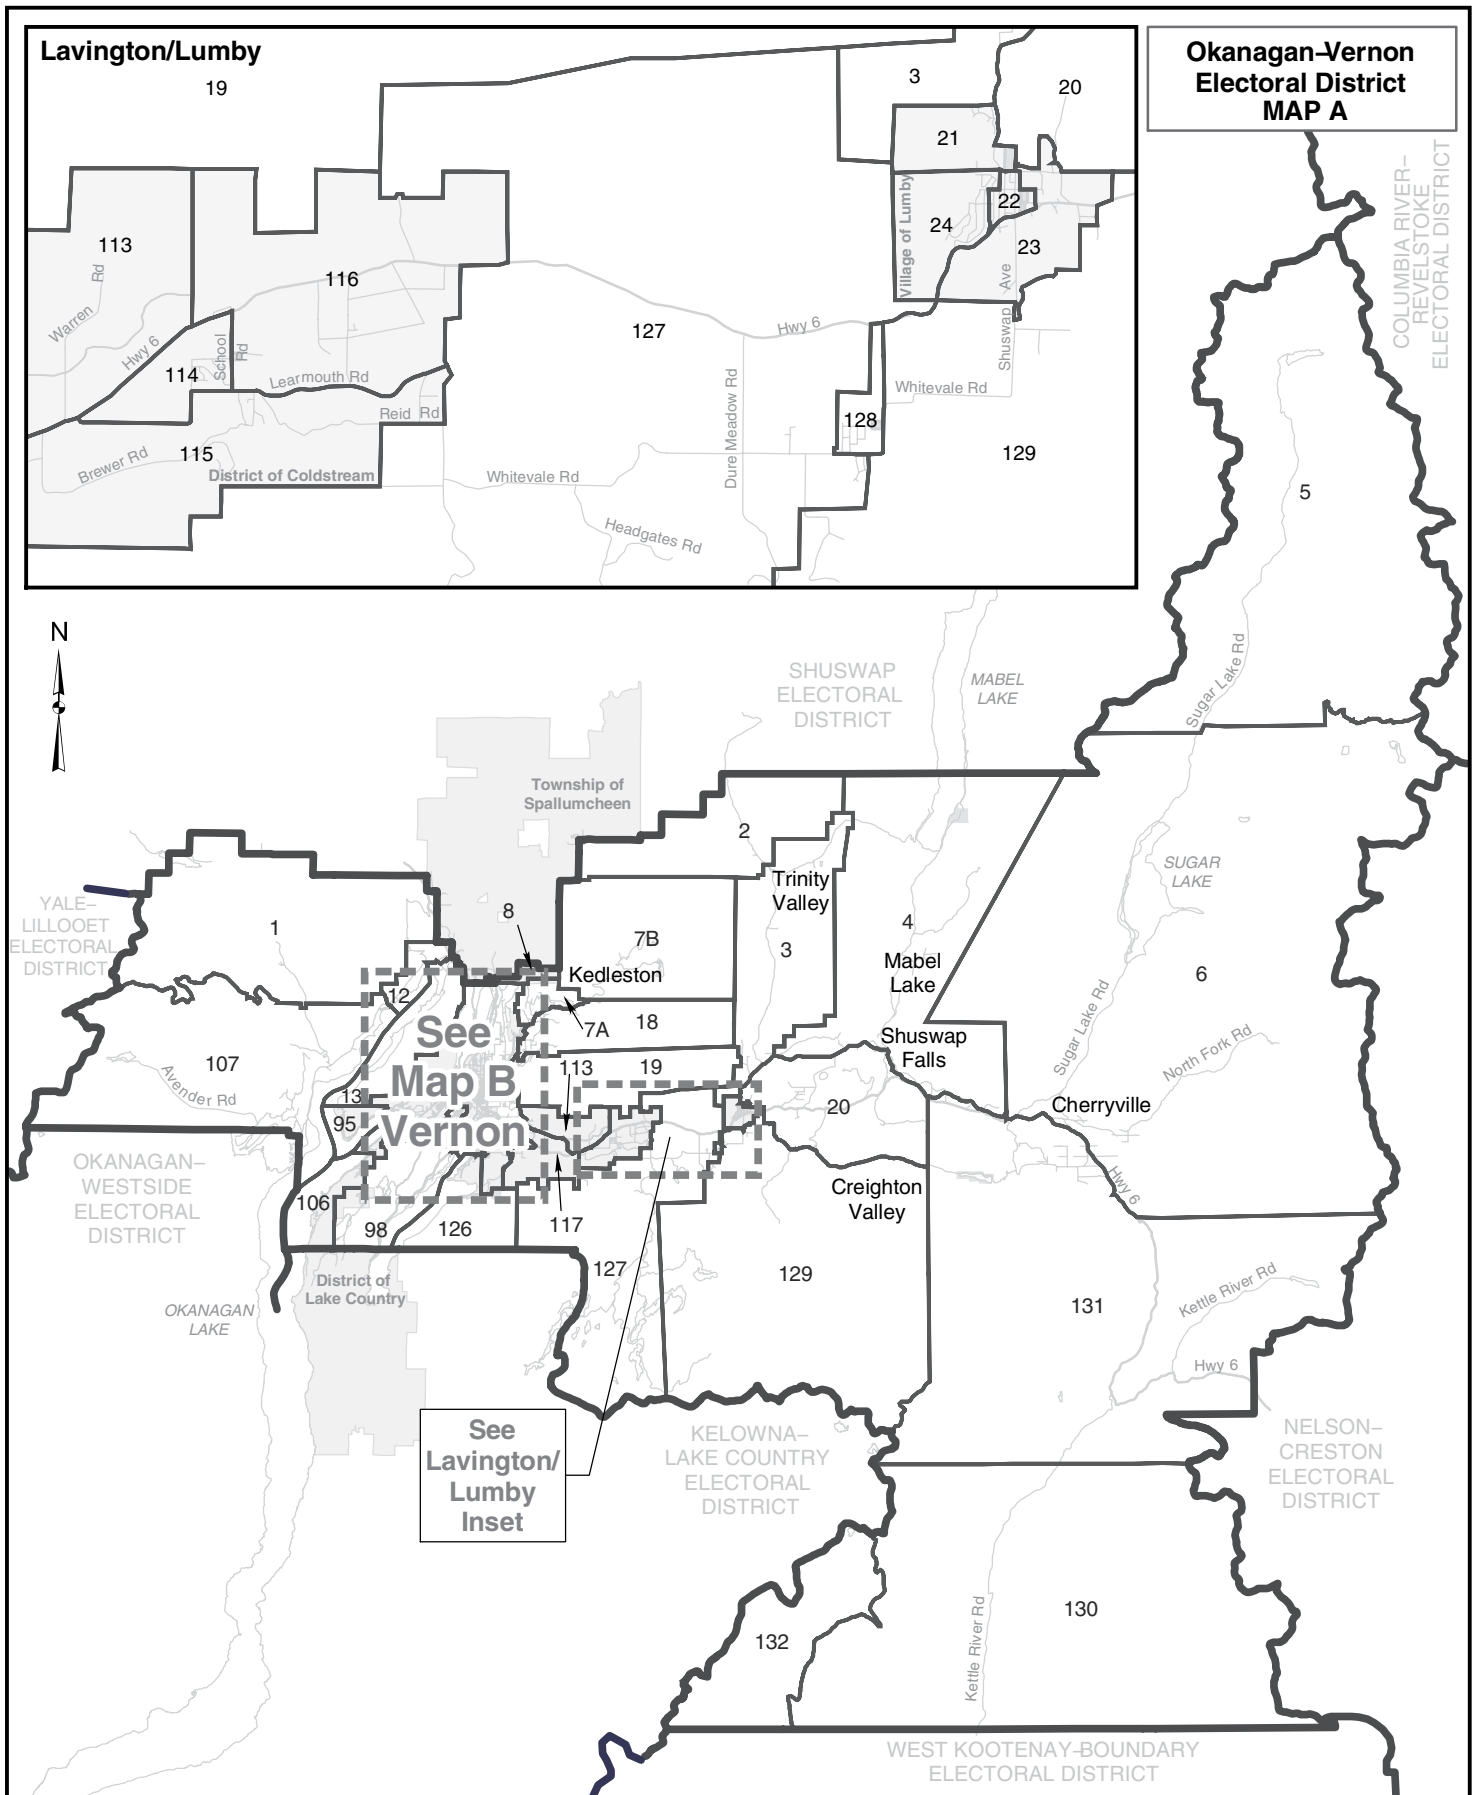 Lavington/Lumby
Okanagan–Vernon
Electoral District
MAP A
19
3
20
21
22
24
23
Village of Lumby
Shuswap
Ave
113
Warren
Rd
116
Hwy 6
School
Rd
114
Learmouth Rd
Reid Rd
115
Brewer Rd
District of Coldstream
127
Hwy 6
Dure Meadow Rd
Whitevale Rd
128
Whitevale Rd
129
Headgates Rd
COLUMBIA RIVER–
REVELSTOKE
ELECTORAL DISTRICT
5
Sugar Lake Rd
N
SHUSWAP
ELECTORAL
DISTRICT
MABEL
LAKE
Township of
Spallumcheen
2
Trinity
Valley
SUGAR
LAKE
YALE–
LILLOOET
ELECTORAL
DISTRICT
1
8
7B
Kedleston
3
4
Mabel
Lake
6
12
7A
18
See
Map B
Vernon
Shuswap
Falls
Sugar Lake Rd
North Fork Rd
107
Avender Rd
113
19
13
95
20
Cherryville
OKANAGAN–
WESTSIDE
ELECTORAL
DISTRICT
106
98
126
117
Creighton
Valley
Hwy 6
127
129
District of
Lake Country
OKANAGAN
LAKE
131
Kettle River Rd
Hwy 6
See
Lavington/
Lumby
Inset
KELOWNA–
LAKE COUNTRY
ELECTORAL
DISTRICT
NELSON–
CRESTON
ELECTORAL
DISTRICT
132
130
Kettle River Rd
WEST KOOTENAY–BOUNDARY
ELECTORAL DISTRICT